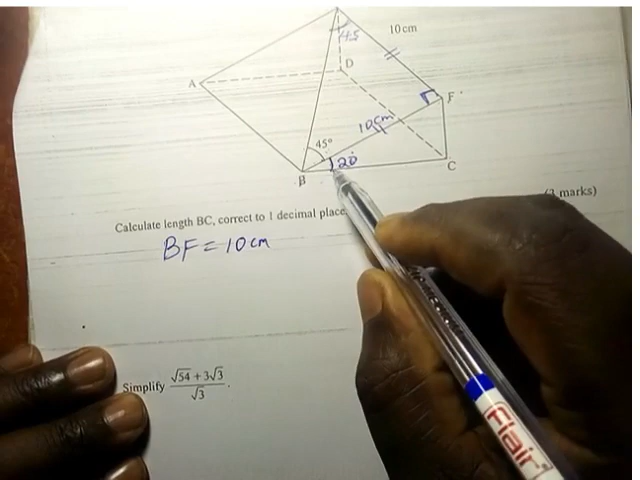 45
10cm
D
A
F
10cm
45°
20
B
C
marks)
Calculate length BC, correct to 1 decimal place
BF = 10cm
Simplify √54 + 3√3 / √3 .
Flair